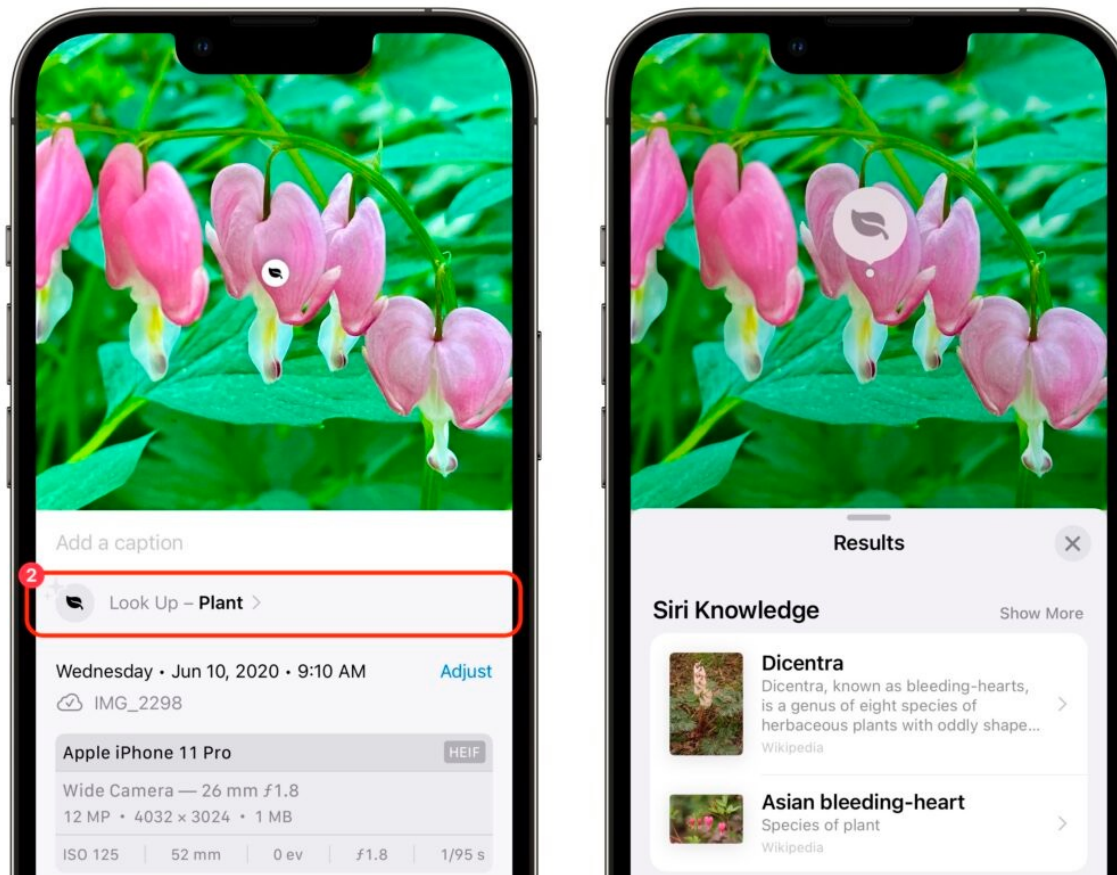 Add a caption
2
Look Up – Plant >
Wednesday • Jun 10, 2020 • 9:10 AM Adjust
IMG_2298
Apple iPhone 11 Pro HEIF
Wide Camera — 26 mm ƒ1.8
12 MP • 4032 × 3024 • 1 MB
ISO 125 | 52 mm | 0 ev | ƒ1.8 | 1/95 s
Results
Siri Knowledge Show More
Dicentra
Dicentra, known as bleeding-hearts,
is a genus of eight species of
herbaceous plants with oddly shape...
Wikipedia
Asian bleeding-heart
Species of plant
Wikipedia